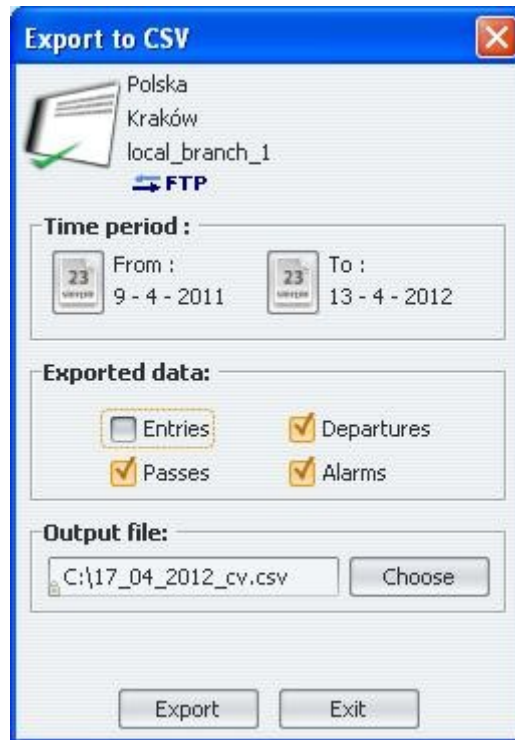 Export to CSV
Polska
Kraków
local_branch_1
FTP
Time period :
23
From :
9 - 4 - 2011
23
To :
13 - 4 - 2012
Exported data:
Entries
Departures
Passes
Alarms
Output file:
C:\17_04_2012_cv.csv
Choose
Export
Exit